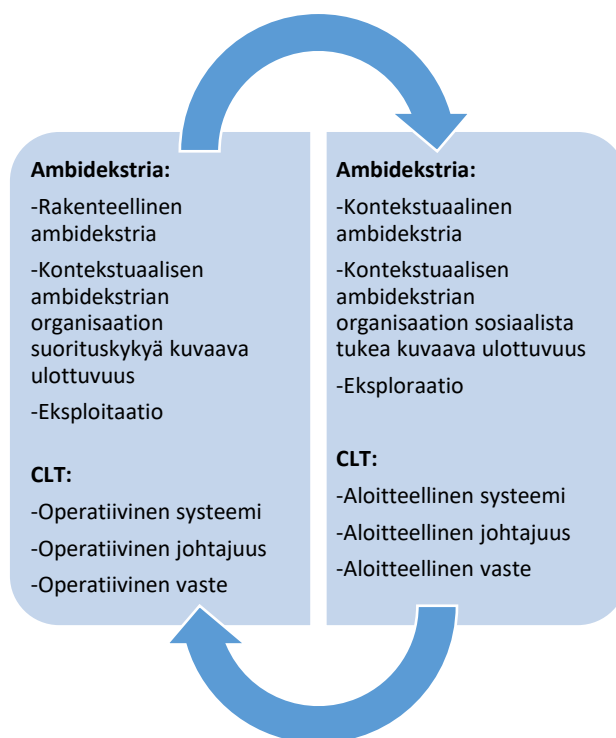 Ambidekstria:
-Rakenteellinen
ambidekstria
-Kontekstuaalisen
ambidekstrian
organisaation
suorituskykyä kuvaava
ulottuvuus
-Eksploitaatio
CLT:
-Operatiivinen systeemi
-Operatiivinen johtajuus
-Operatiivinen vaste
Ambidekstria:
-Kontekstuaalinen
ambidekstria
-Kontekstuaalisen
ambidekstrian
organisaation sosiaalista
tukea kuvaava ulottuvuus
-Eksploraatio
CLT:
-Aloitteellinen systeemi
-Aloitteellinen johtajuus
-Aloitteellinen vaste